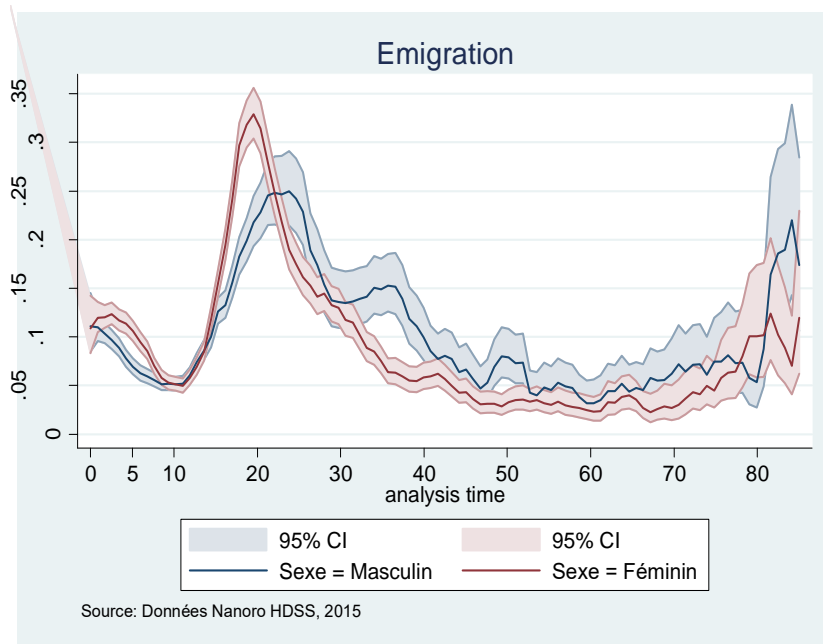 Emigration
.35
.3
.25
.2
.15
.1
.05
0
0 5 10 20 30 40 50 60 70 80
analysis time
95% CI 95% CI
Sexe = Masculin Sexe = Féminin
Source: Données Nanoro HDSS, 2015